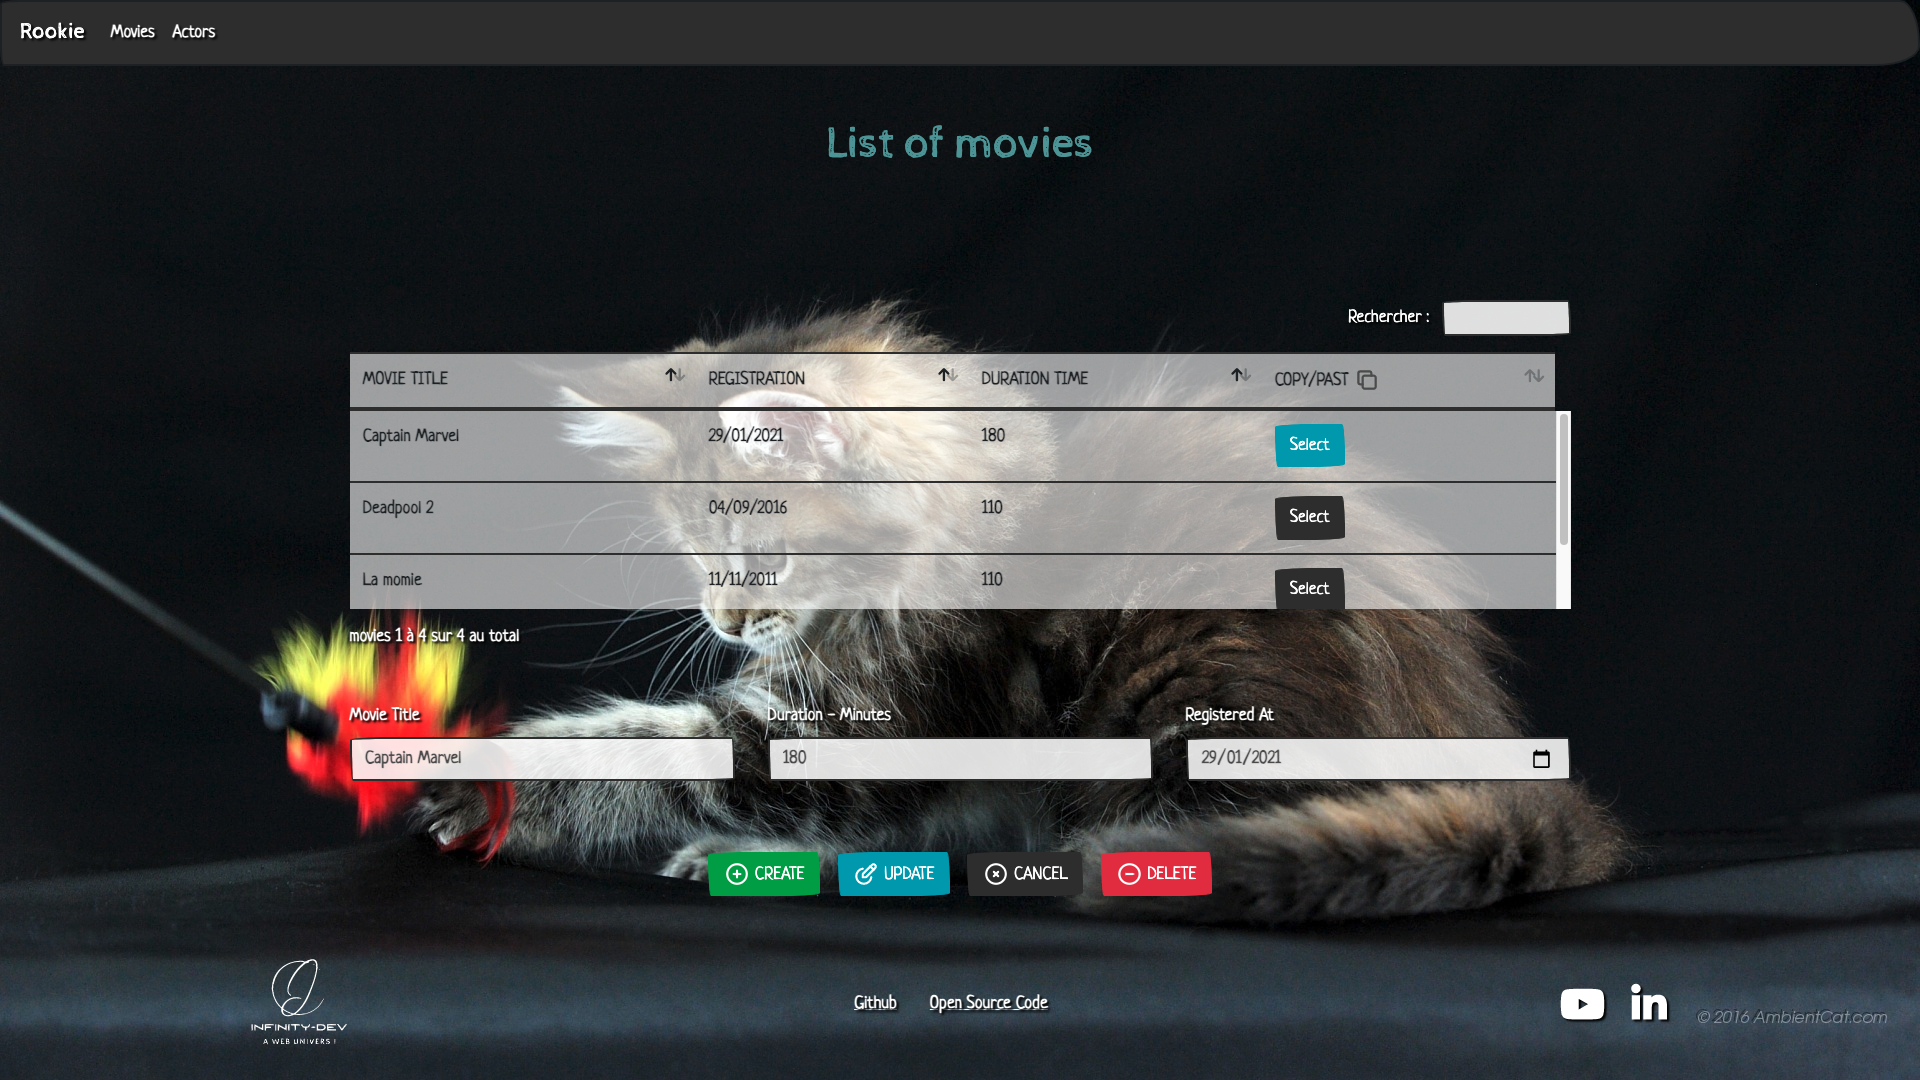 Rookie Movies Actors
List of movies
Rechercher :
MOVIE TITLE REGISTRATION DURATION TIME COPY/PAST
Captain Marvel 29/01/2021 180 Select
Deadpool 2 04/09/2016 110 Select
La momie 11/11/2011 110 Select
movies 1 à 4 sur 4 au total
Movie Title Duration - Minutes Registered At
Captain Marvel 180 29/01/2021
CREATE UPDATE CANCEL DELETE
INFINITY-DEV
A WEB UNIVERS !
Github Open Source Code
in
© 2016 AmbientCat.com